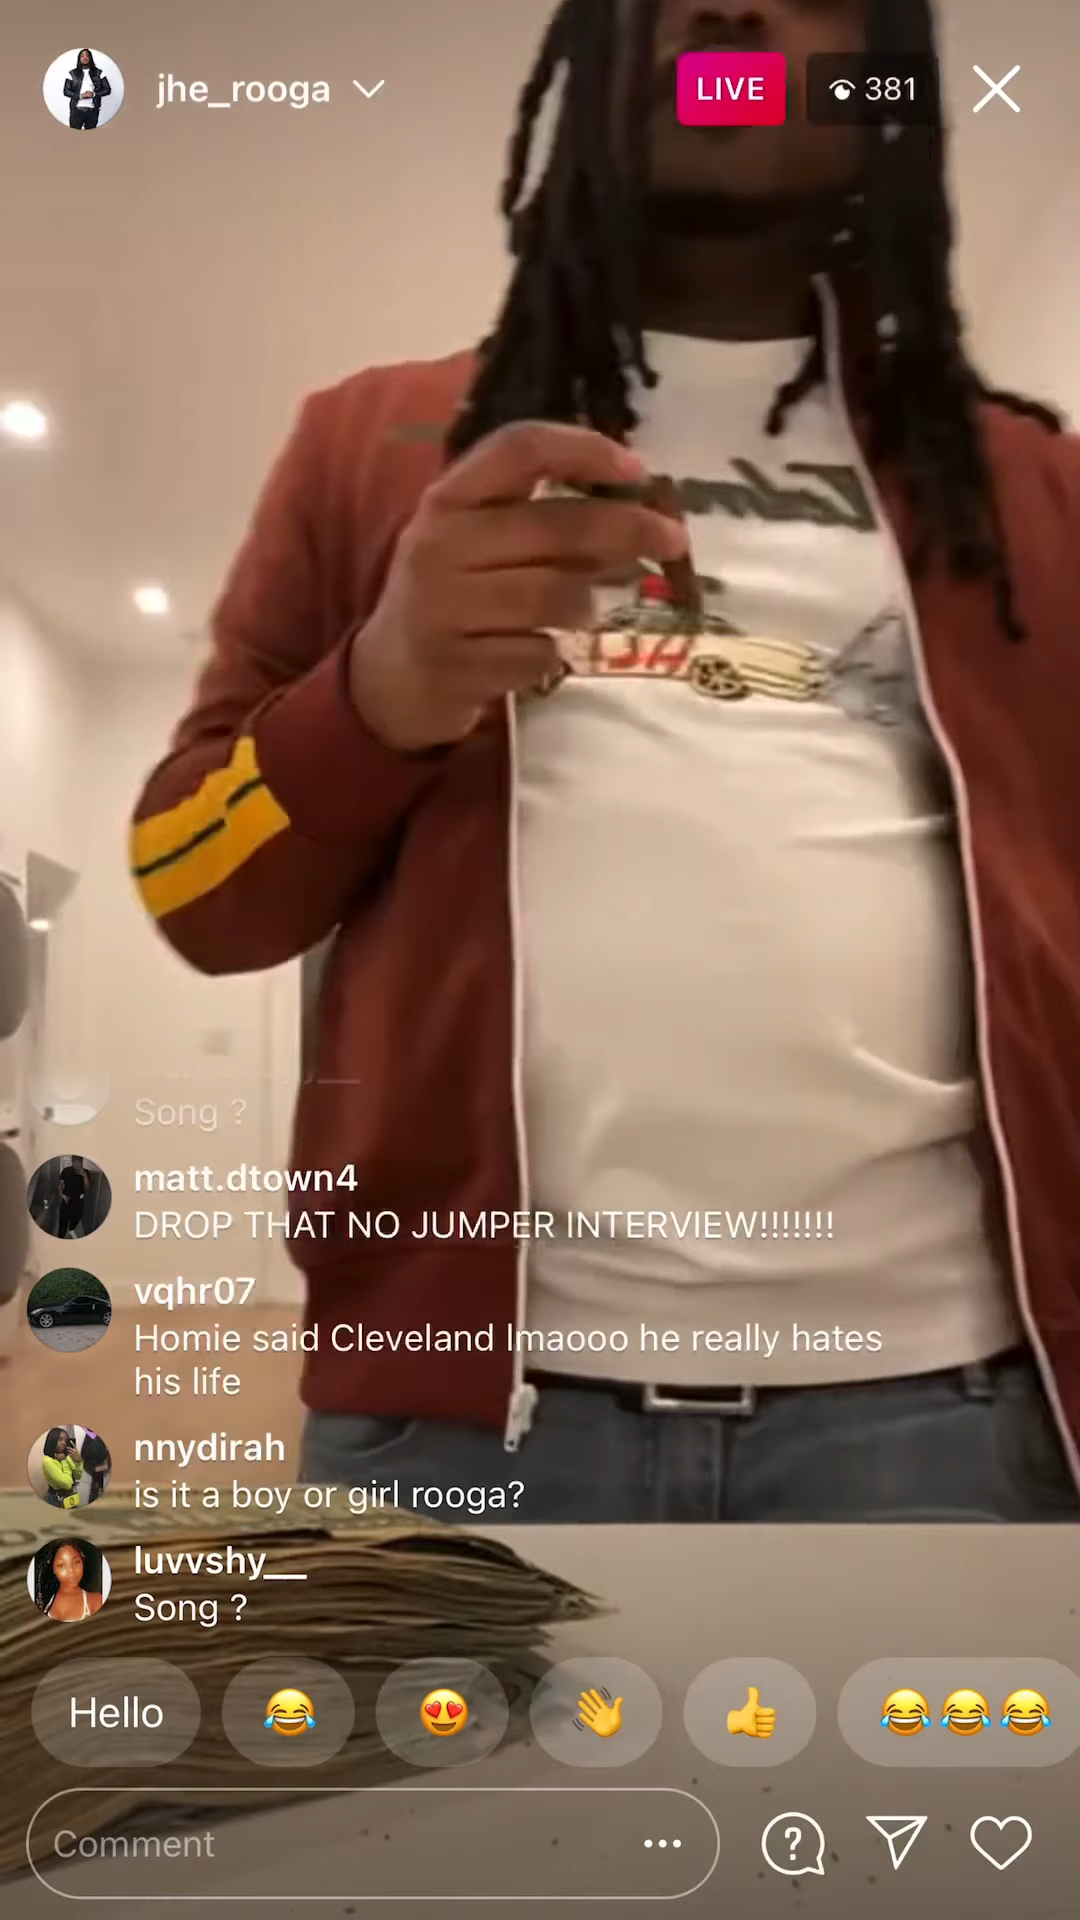 jhe_rooga
LIVE
381
Song ?
matt.dtown4
DROP THAT NO JUMPER INTERVIEW!!!!!!!
vqhr07
Homie said Cleveland lmaooo he really hates
his life
nnydirah
is it a boy or girl rooga?
luvvshy__
Song ?
Hello
😂
😍
👋
👍
😂😂😂
Comment